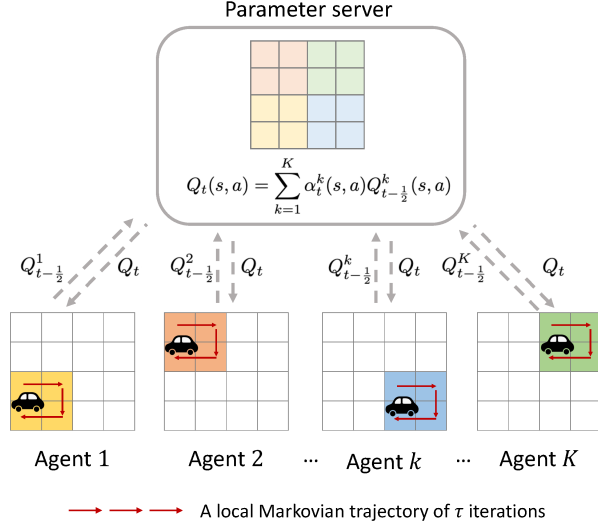 Parameter server
$Q_t(s,a) = \sum_{k=1}^{K} \alpha_t^k(s,a) Q_{t-\frac{1}{2}}^k(s,a)$
$Q_{t-\frac{1}{2}}^1$ $Q_t$ $Q_{t-\frac{1}{2}}^2$ $Q_t$ $Q_{t-\frac{1}{2}}^k$ $Q_t$ $Q_{t-\frac{1}{2}}^K$ $Q_t$
Agent 1 Agent 2 ··· Agent $k$ ··· Agent $K$
A local Markovian trajectory of $\tau$ iterations